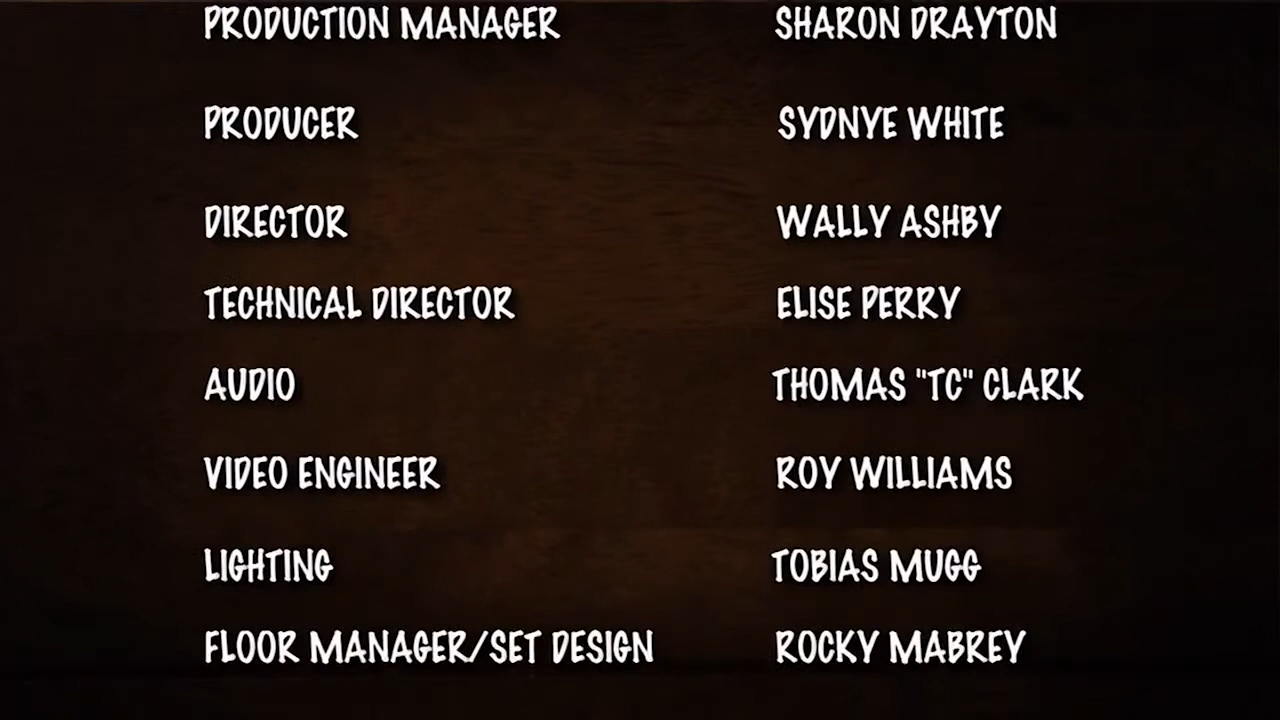 PRODUCTION MANAGER SHARON DRAYTON
PRODUCER SYDNYE WHITE
DIRECTOR WALLY ASHBY
TECHNICAL DIRECTOR ELISE PERRY
AUDIO THOMAS "TC" CLARK
VIDEO ENGINEER ROY WILLIAMS
LIGHTING TOBIAS MUGG
FLOOR MANAGER/SET DESIGN ROCKY MABREY